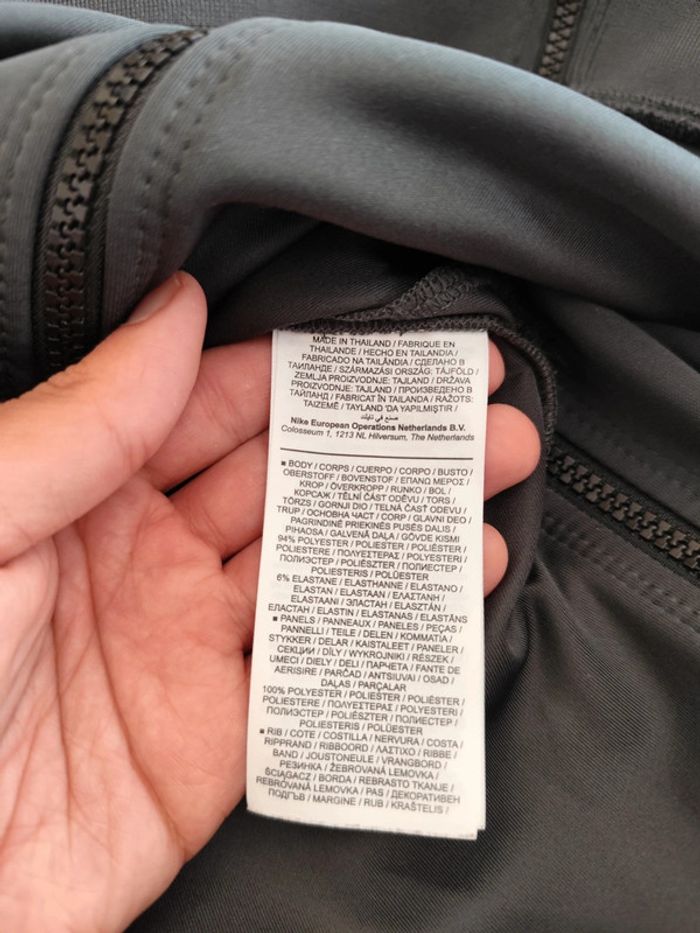 MADE IN THAILAND / FABRIQUE EN
THAILANDE / HECHO EN TAILANDIA /
FABRICADO NA TAILÂNDIA / СДЕЛАНО В
ТАИЛАНДЕ / SZÁRMAZÁSI ORSZÁG: TÁJFÖLD /
ZEMLJA PROIZVODNJE: TAJLAND / DRŽAVA
PROIZVODNJE: TAJLAND / ПРОИЗВЕДЕНО В
ТАЙЛАНД / FABRICAT ÎN TAILANDA / RAŽOTS:
TAIZEMĒ / TAYLAND 'DA YAPILMIŞTIR /
صنع في تايلند
Nike European Operations Netherlands B.V.
Colosseum 1, 1213 NL Hilversum, The Netherlands
■ BODY / CORPS / CUERPO / CORPO / BUSTO /
OBERSTOFF / BOVENSTOF / ΕΠΑΝΩ ΜΕΡΟΣ /
KROP / ÖVERKROPP / RUNKO / BOL /
КОРСАЖ / TĚLNÍ ČÁST ODĚVU / TORS /
TÖRZS / GORNJI DIO / TELNÁ ČASŤ ODEVU /
TRUP / ОСНОВНА ЧАСТ / CORP / GLAVNI DEO /
PAGRINDINĖ PRIEKINĖS PUSĖS DALIS /
PIHAOSA / GALVENĀ DAĻA / GÖVDE KISMI
94% POLYESTER / POLIESTER / POLIÉSTER /
POLIESTERE / ΠΟΛΥΕΣΤΕΡΑΣ / POLYESTERI /
ПОЛИЭСТЕР / POLIÉSZTER / ПОЛИЕСТЕР /
POLIESTERIS / POLÜESTER
6% ELASTANE / ELASTHANNE / ELASTANO /
ELASTAN / ELASTAAN / ΕΛΑΣΤΑΝΗ /
ELASTAANI / ЭЛАСТАН / ELASZTÁN /
ЕЛАСТАН / ELASTIN / ELASTANAS / ELASTĀNS
■ PANELS / PANNEAUX / PANELES / PEÇAS /
PANNELLI / TEILE / DELEN / ΚΟΜΜΑΤΙΑ /
STYKKER / DELAR / KAISTALEET / PANELER /
СЕКЦИИ / DÍLY / WYKROJNIKI / RÉSZEK /
UMECI / DIELY / DELI / ПАРЧЕТА / FANTE DE
AERISIRE / PARČAD / ANTSIUVAI / OSAD /
DAĻAS / PARÇALAR
100% POLYESTER / POLIESTER / POLIÉSTER /
POLIESTERE / ΠΟΛΥΕΣΤΕΡΑΣ / POLYESTERI /
ПОЛИЭСТЕР / POLIÉSZTER / ПОЛИЕСТЕР /
POLIESTERIS / POLÜESTER
■ RIB / COTE / COSTILLA / NERVURA / COSTA /
RIPPRAND / RIBBOORD / ΛΑΣΤΙΧΟ / RIBBE /
BAND / JOUSTONEULE / VRANGBORD /
РЕЗИНКА / ŽEBROVANÁ LEMOVKA /
ŚCIĄGACZ / BORDA / REBRASTO TKANJE /
REBROVANÁ LEMOVKA / PAS / ДЕКОРАТИВЕН
ПОДГЪВ / MARGINE / RUB / KRAŠTELIS /